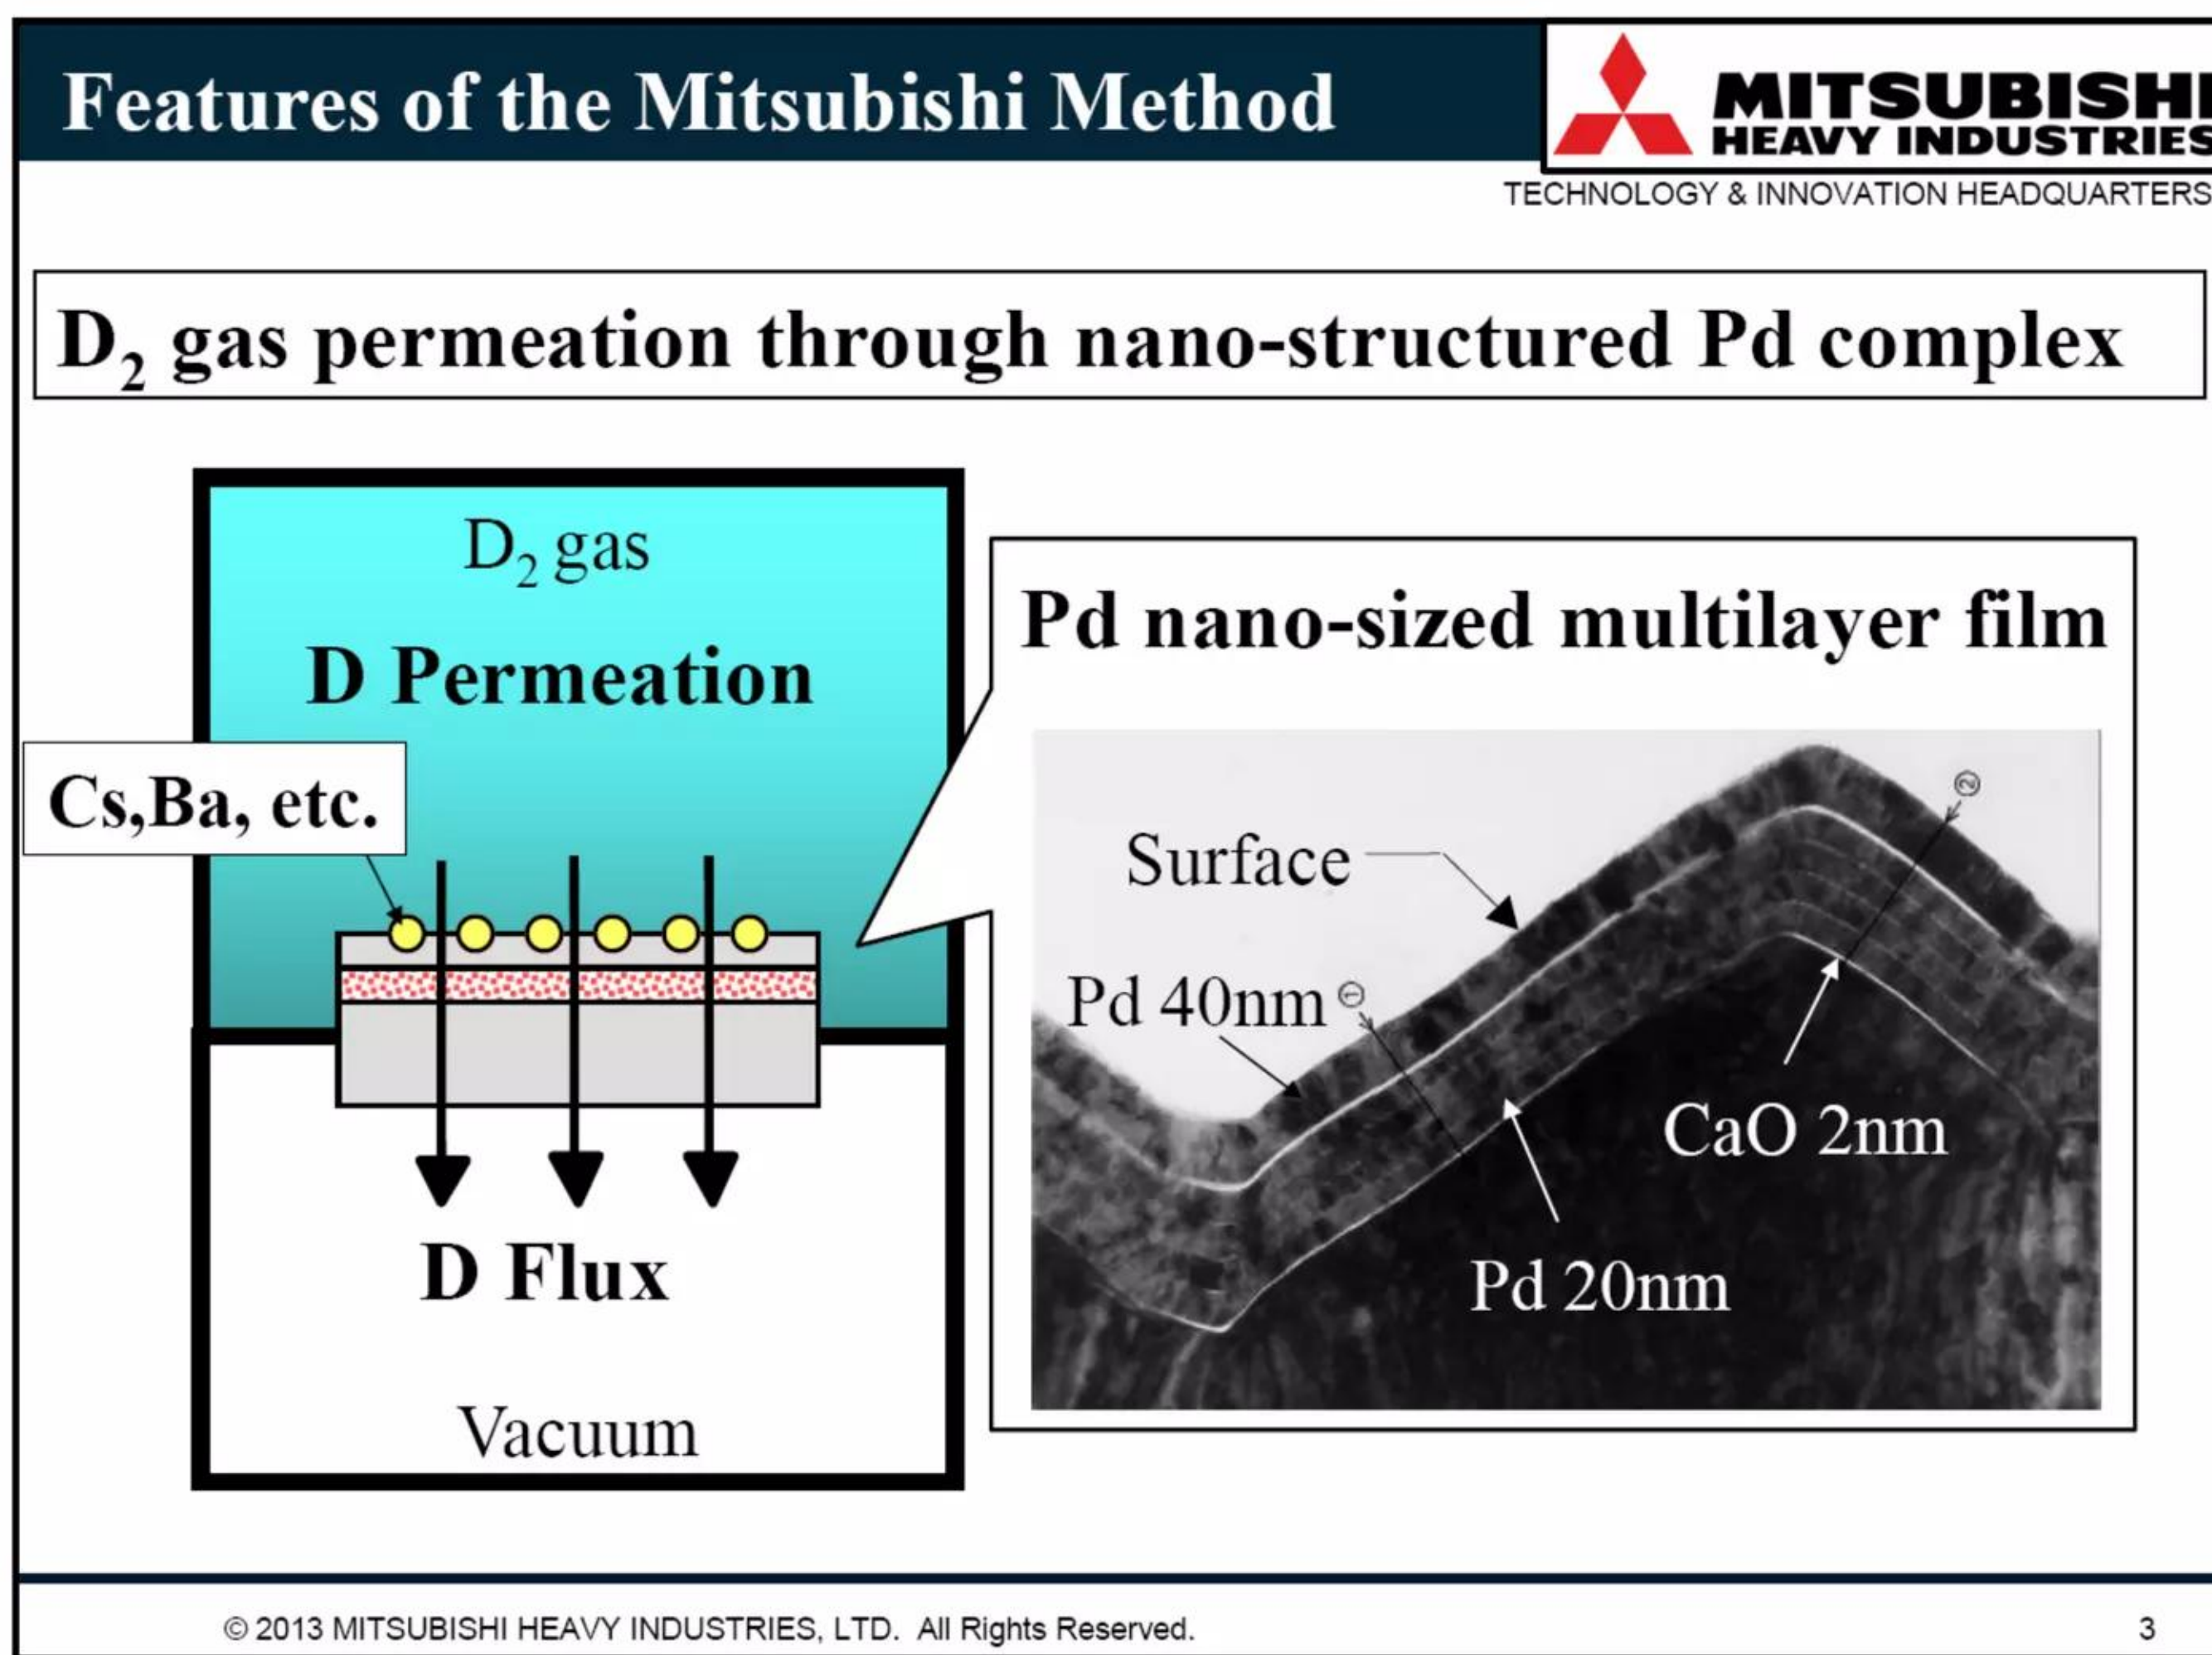 Features of the Mitsubishi Method
MITSUBISHI
HEAVY INDUSTRIES
TECHNOLOGY & INNOVATION HEADQUARTERS
D₂ gas permeation through nano-structured Pd complex
D₂ gas
D Permeation
Cs,Ba, etc.
D Flux
Vacuum
Pd nano-sized multilayer film
②
Surface
Pd 40nm ①
CaO 2nm
Pd 20nm
© 2013 MITSUBISHI HEAVY INDUSTRIES, LTD. All Rights Reserved.
3